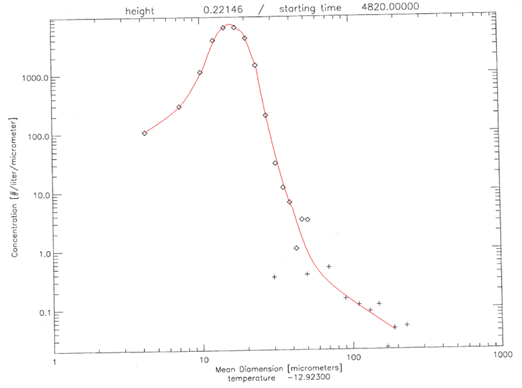 height 0.22146 / starting time 4820.00000
1000.0
100.0
10.0
1.0
0.1
Concentration [#/liter/micrometer]
1 10 100 1000
Mean Diamension [micrometers]
temperature -12.92300